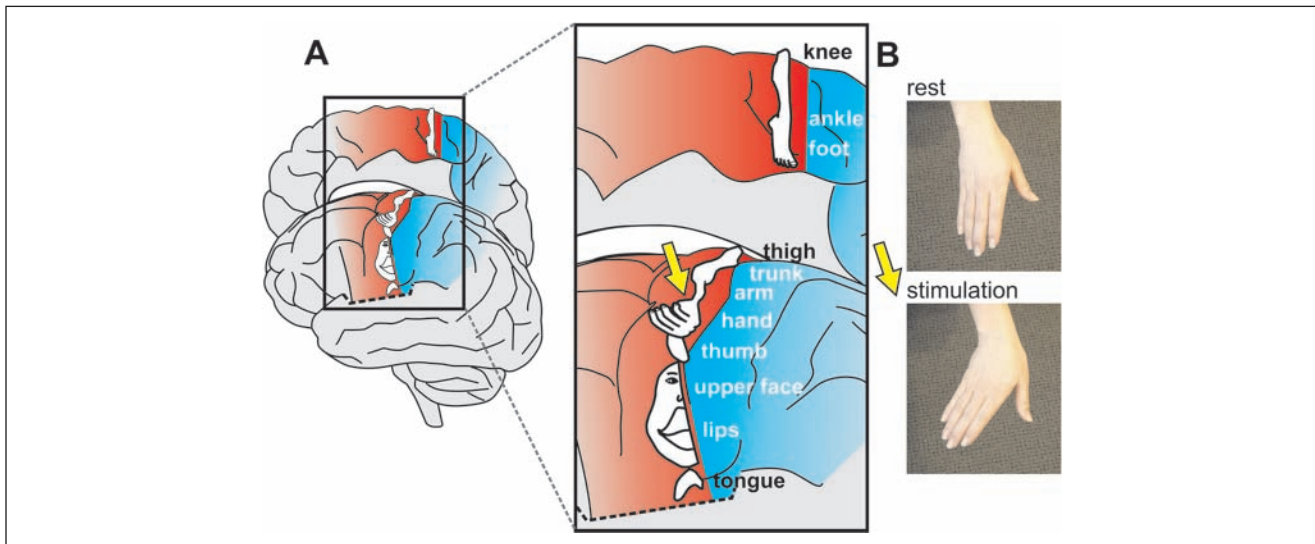 A
knee
ankle
foot
thigh
trunk
arm
hand
thumb
upper face
lips
tongue
B
rest
stimulation